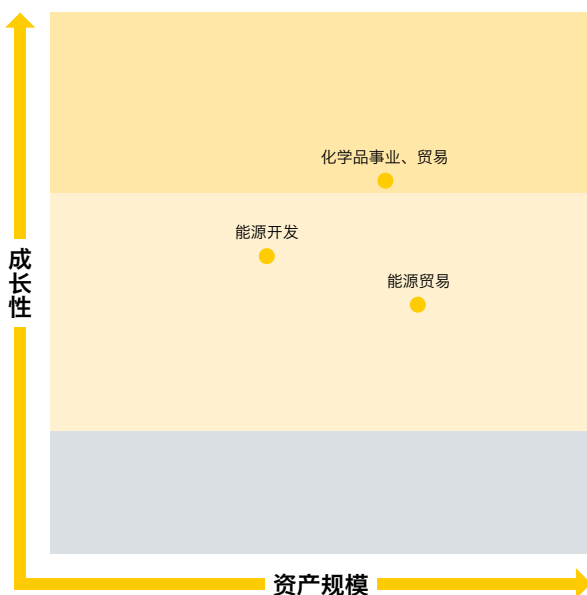 化学品事业、贸易
能源开发
能源贸易
成长性
资产规模